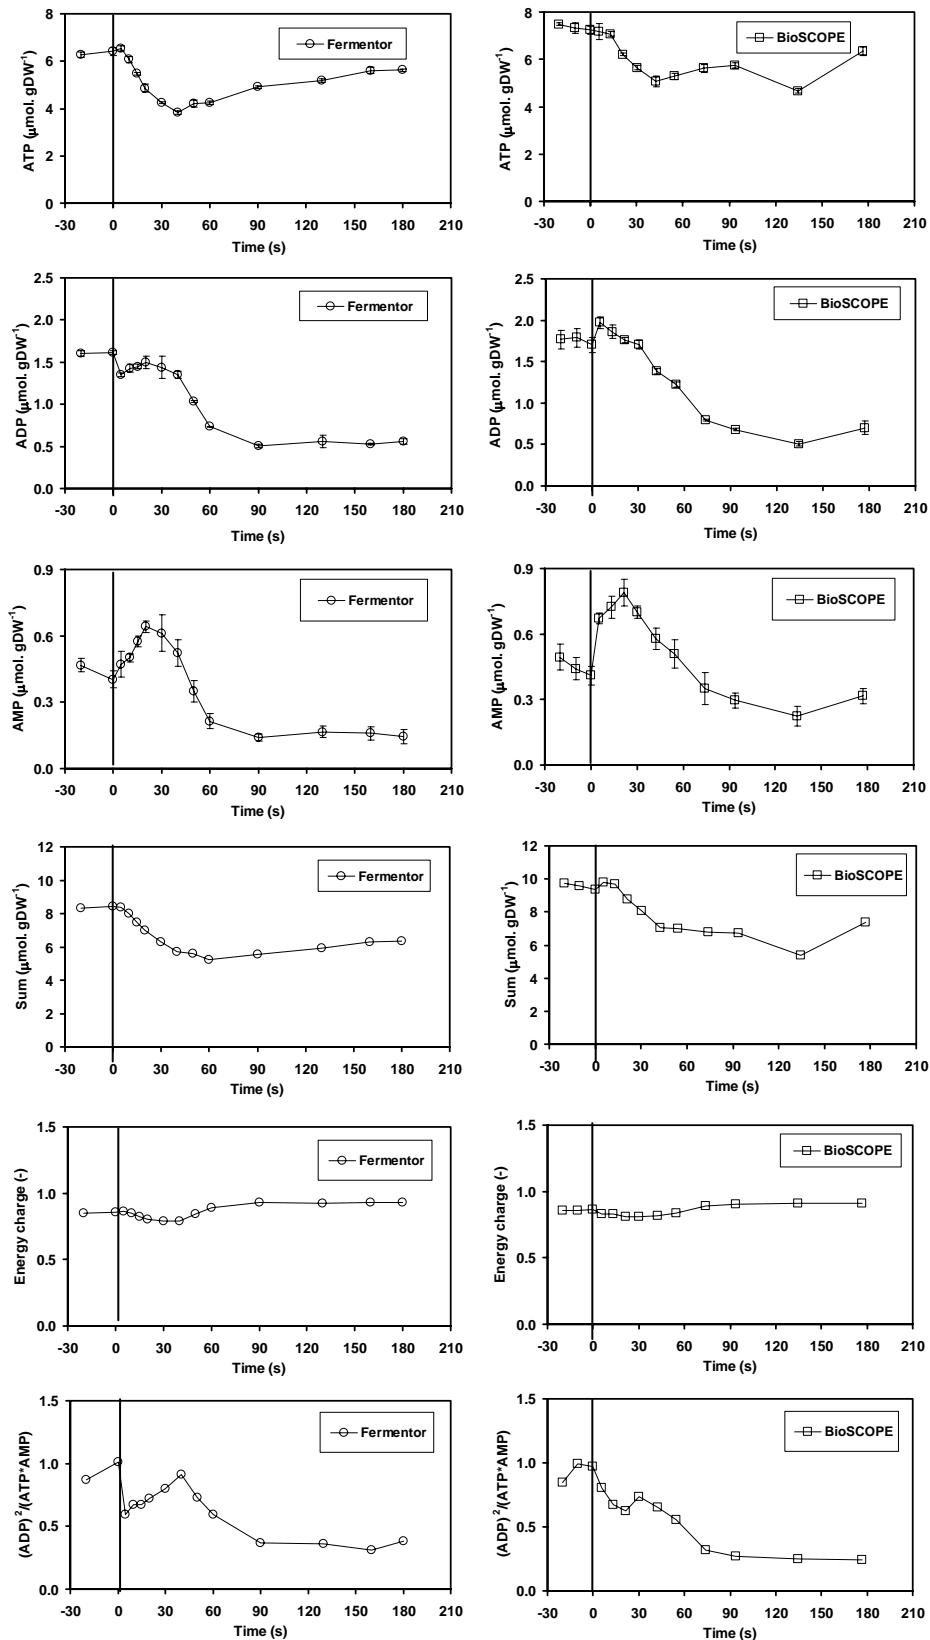 8
6
4
2
0
ATP (μmol. gDW⁻¹)
Fermentor
-30 0 30 60 90 120 150 180 210
Time (s)
8
6
4
2
0
ATP (μmol. gDW⁻¹)
BioSCOPE
-30 0 30 60 90 120 150 180 210
Time (s)
2.5
2.0
1.5
1.0
0.5
0.0
ADP (μmol. gDW⁻¹)
Fermentor
-30 0 30 60 90 120 150 180 210
Time (s)
2.5
2.0
1.5
1.0
0.5
0.0
ADP (μmol. gDW⁻¹)
BioSCOPE
-30 0 30 60 90 120 150 180 210
Time (s)
0.9
0.6
0.3
0.0
AMP (μmol. gDW⁻¹)
Fermentor
-30 0 30 60 90 120 150 180 210
Time (s)
0.9
0.6
0.3
0.0
AMP (μmol. gDW⁻¹)
BioSCOPE
-30 0 30 60 90 120 150 180 210
Time (s)
12
10
8
6
4
2
0
Sum (μmol. gDW⁻¹)
Fermentor
-30 0 30 60 90 120 150 180 210
Time (s)
12
10
8
6
4
2
0
Sum (μmol. gDW⁻¹)
BioSCOPE
-30 0 30 60 90 120 150 180 210
Time (s)
1.5
1.0
0.5
0.0
Energy charge (-)
Fermentor
-30 0 30 60 90 120 150 180 210
Time (s)
1.5
1.0
0.5
0.0
Energy charge (-)
BioSCOPE
-30 0 30 60 90 120 150 180 210
Time (s)
1.5
1.0
0.5
0.0
(ADP) ²/(ATP*AMP)
Fermentor
-30 0 30 60 90 120 150 180 210
Time (s)
1.5
1.0
0.5
0.0
(ADP) ²/(ATP*AMP)
BioSCOPE
-30 0 30 60 90 120 150 180 210
Time (s)